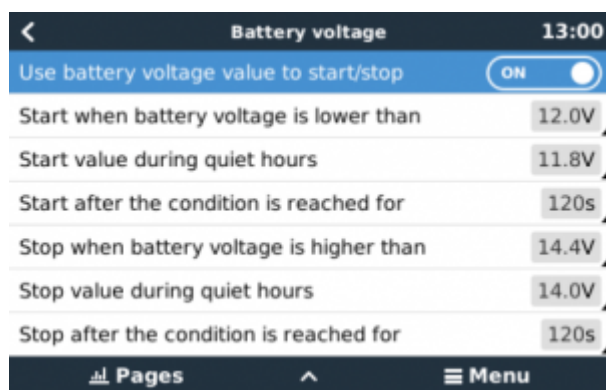 Battery voltage 13:00
Use battery voltage value to start/stop ON
Start when battery voltage is lower than 12.0V
Start value during quiet hours 11.8V
Start after the condition is reached for 120s
Stop when battery voltage is higher than 14.4V
Stop value during quiet hours 14.0V
Stop after the condition is reached for 120s
Pages Menu